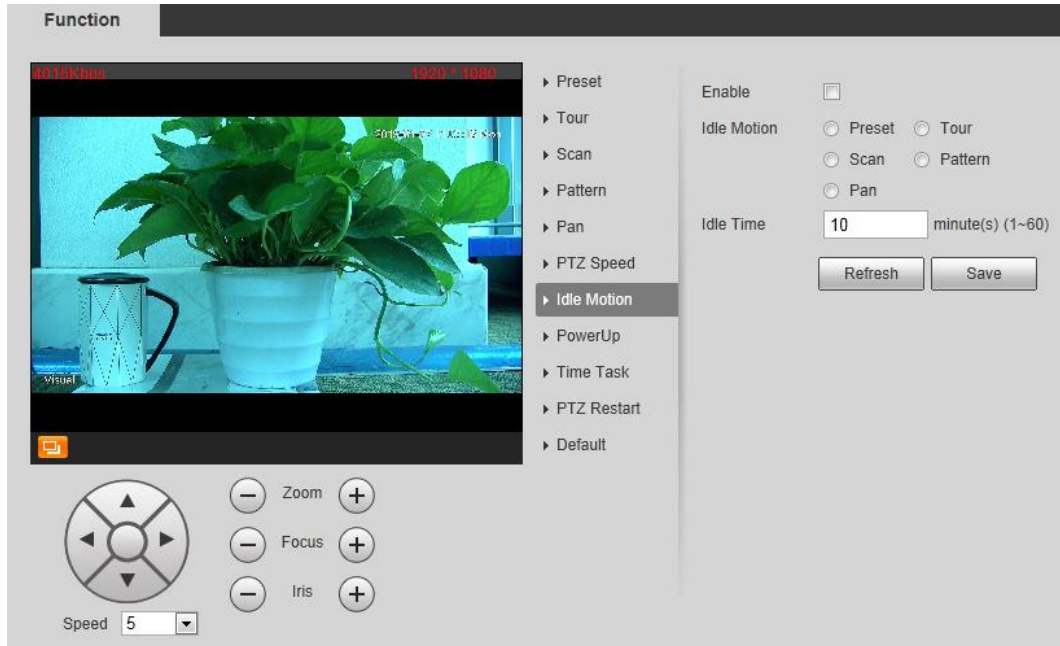 Function
4015Kbps 1920 * 1080
Visuel
Preset
Tour
Scan
Pattern
Pan
PTZ Speed
Idle Motion
PowerUp
Time Task
PTZ Restart
Default
Enable
Idle Motion Preset Tour
Scan Pattern
Pan
Idle Time 10 minute(s) (1~60)
Refresh Save
Zoom
Focus
Iris
Speed 5